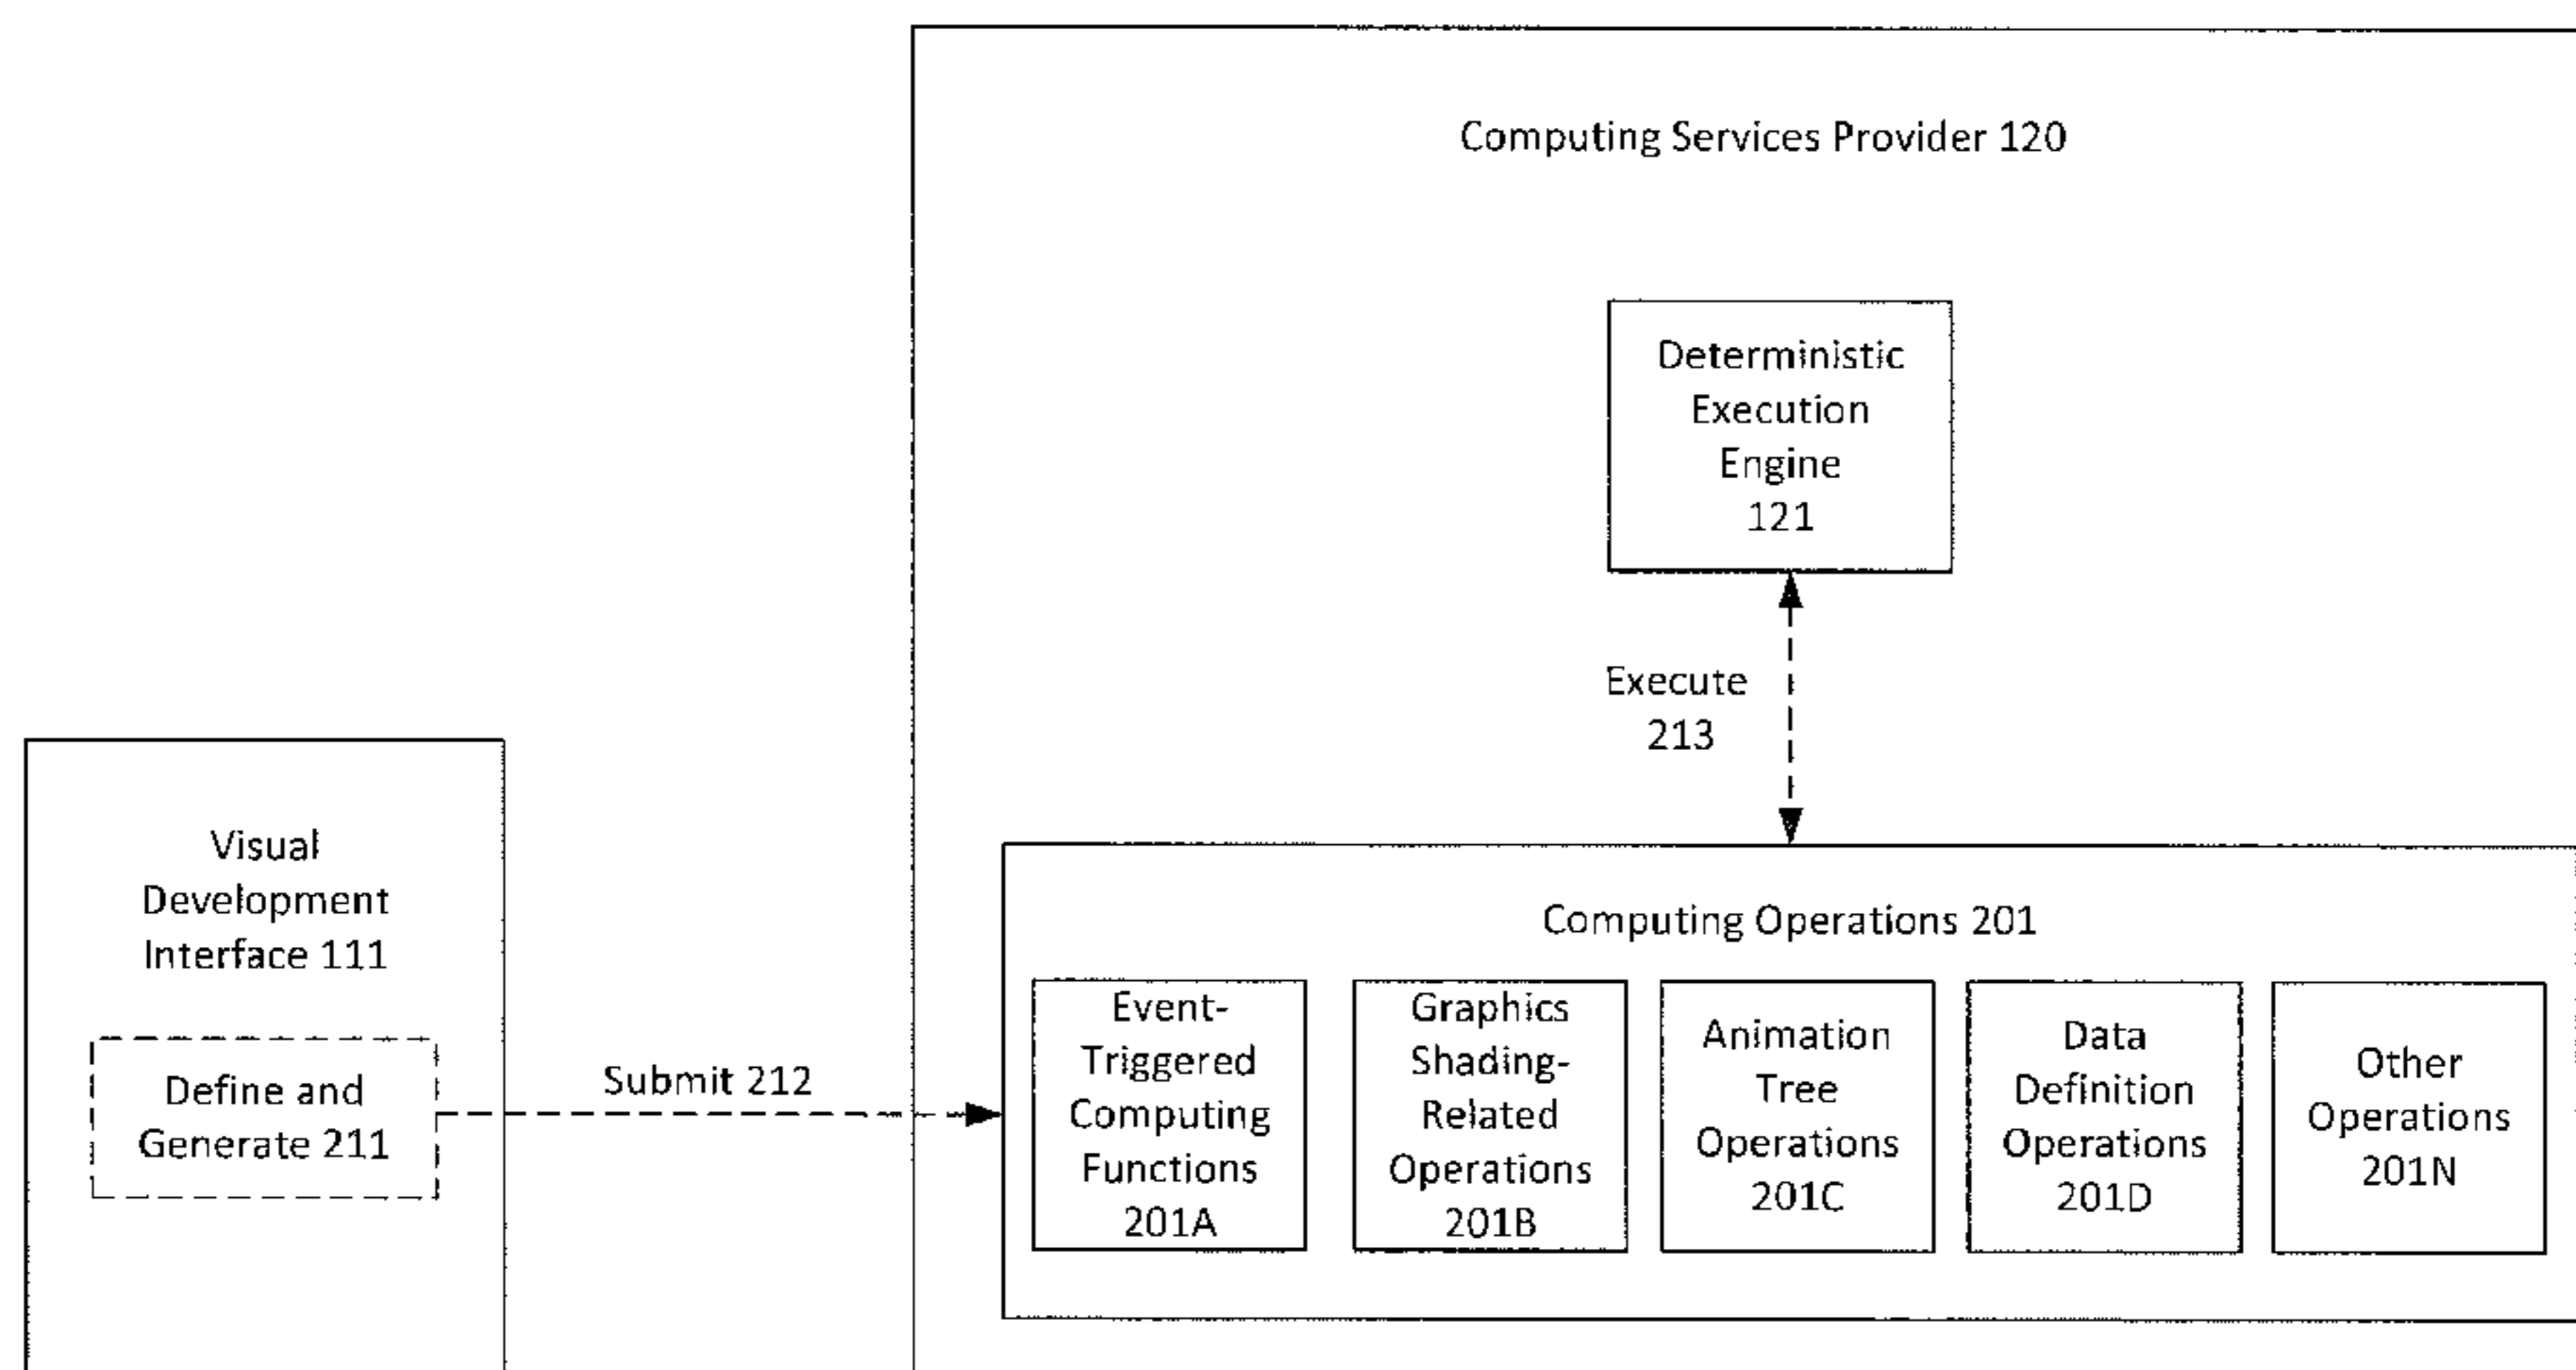 Computing Services Provider 120
Deterministic
Execution
Engine
121
Execute
213
Visual
Development
Interface 111
Define and
Generate 211
Submit 212
Computing Operations 201
Event-
Triggered
Computing
Functions
201A
Graphics
Shading-
Related
Operations
201B
Animation
Tree
Operations
201C
Data
Definition
Operations
201D
Other
Operations
201N